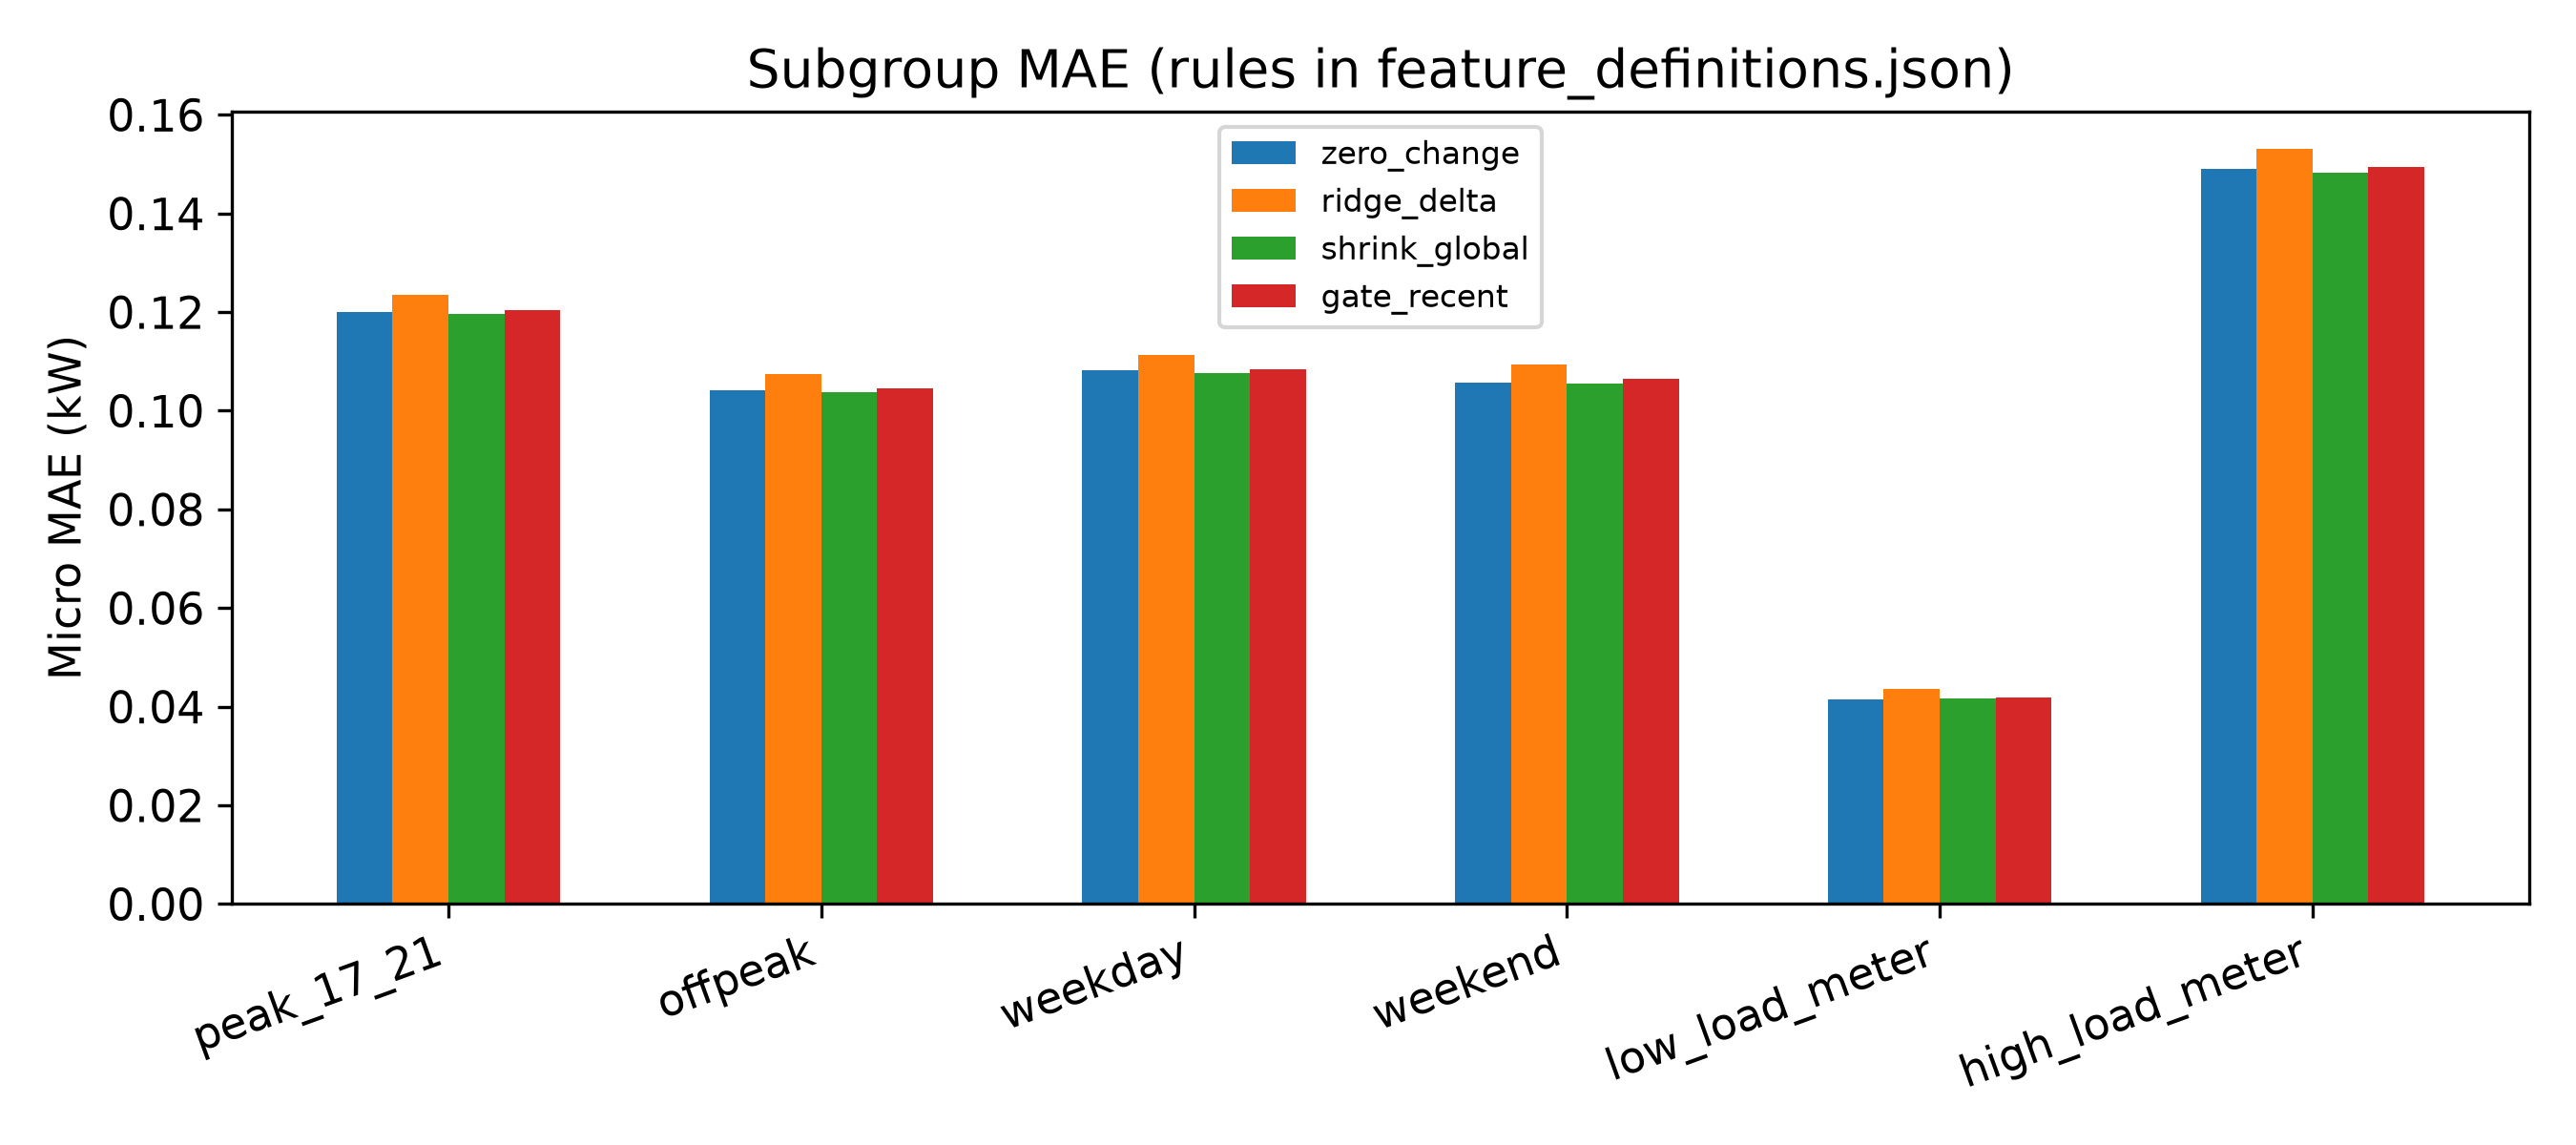 Subgroup MAE (rules in feature_definitions.json)
Micro MAE (kW)
0.16
0.14
0.12
0.10
0.08
0.06
0.04
0.02
0.00
zero_change
ridge_delta
shrink_global
gate_recent
peak_17_21
offpeak
weekday
weekend
low_load_meter
high_load_meter